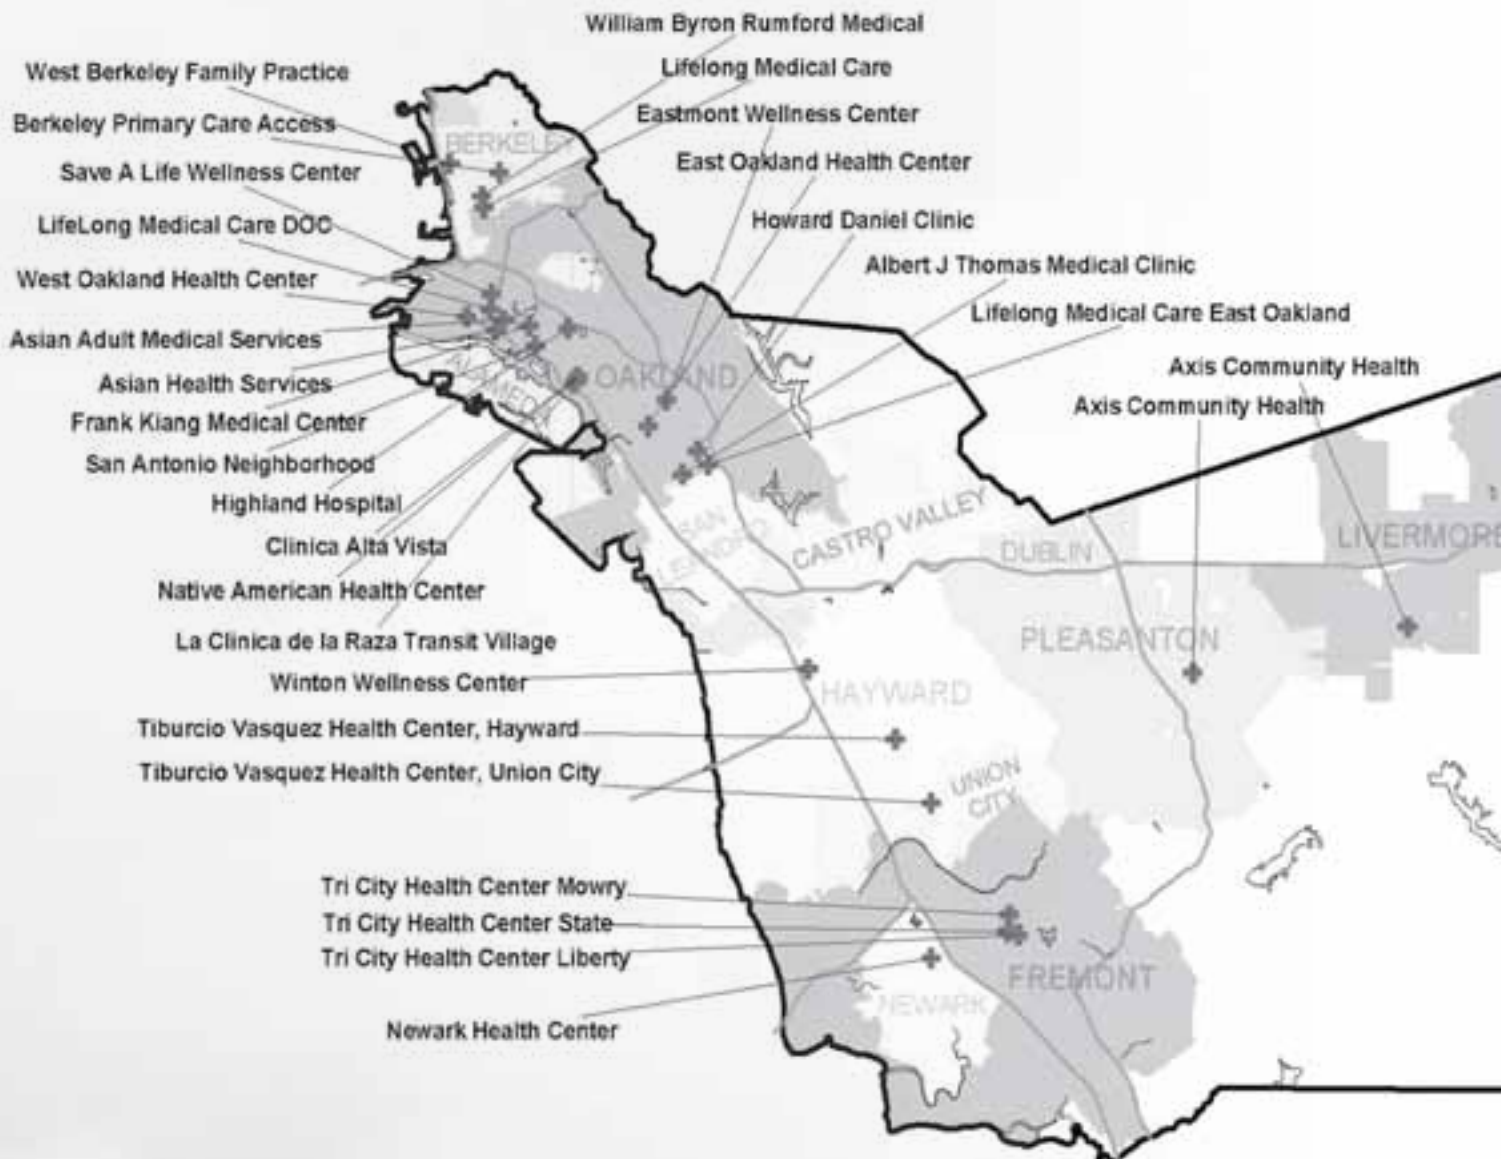 William Byron Rumford Medical
Lifelong Medical Care
Eastmont Wellness Center
East Oakland Health Center
Howard Daniel Clinic
Albert J Thomas Medical Clinic
Lifelong Medical Care East Oakland
Axis Community Health
Axis Community Health
West Berkeley Family Practice
Berkeley Primary Care Access
Save A Life Wellness Center
LifeLong Medical Care DOC
West Oakland Health Center
Asian Adult Medical Services
Asian Health Services
Frank Kiang Medical Center
San Antonio Neighborhood
Highland Hospital
Clinica Alta Vista
Native American Health Center
La Clinica de la Raza Transit Village
Winton Wellness Center
Tiburcio Vasquez Health Center, Hayward
Tiburcio Vasquez Health Center, Union City
Tri City Health Center Mowry
Tri City Health Center State
Tri City Health Center Liberty
Newark Health Center
BERKELEY
OAKLAND
ALAMEDA
SAN
LEANDRO
CASTRO VALLEY
DUBLIN
LIVERMORE
PLEASANTON
HAYWARD
UNION
CITY
FREMONT
NEWARK